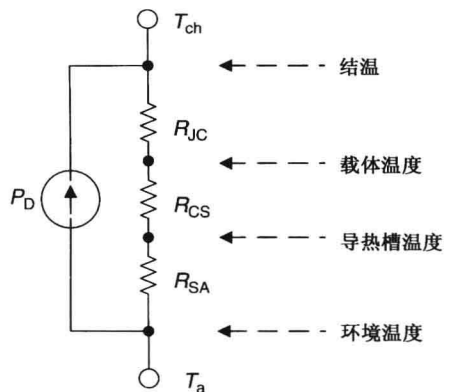 T_ch
结温
R_JC
载体温度
P_D
R_CS
导热槽温度
R_SA
环境温度
T_a